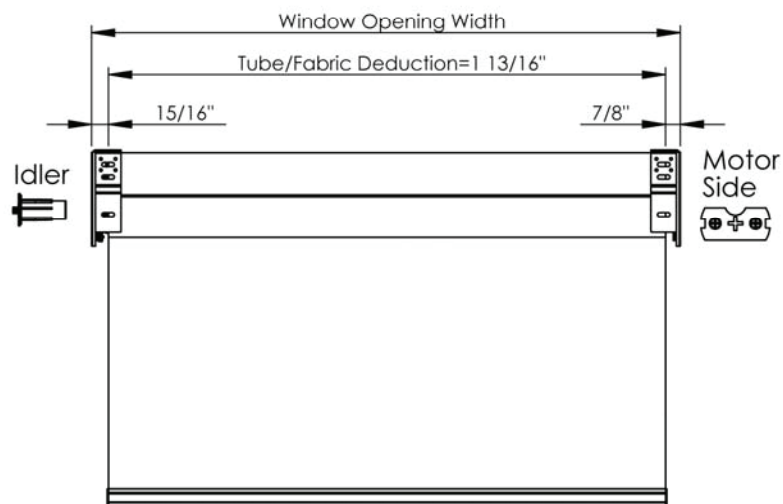 Window Opening Width
Tube/Fabric Deduction=1 13/16"
15/16"
7/8"
Idler
Motor
Side